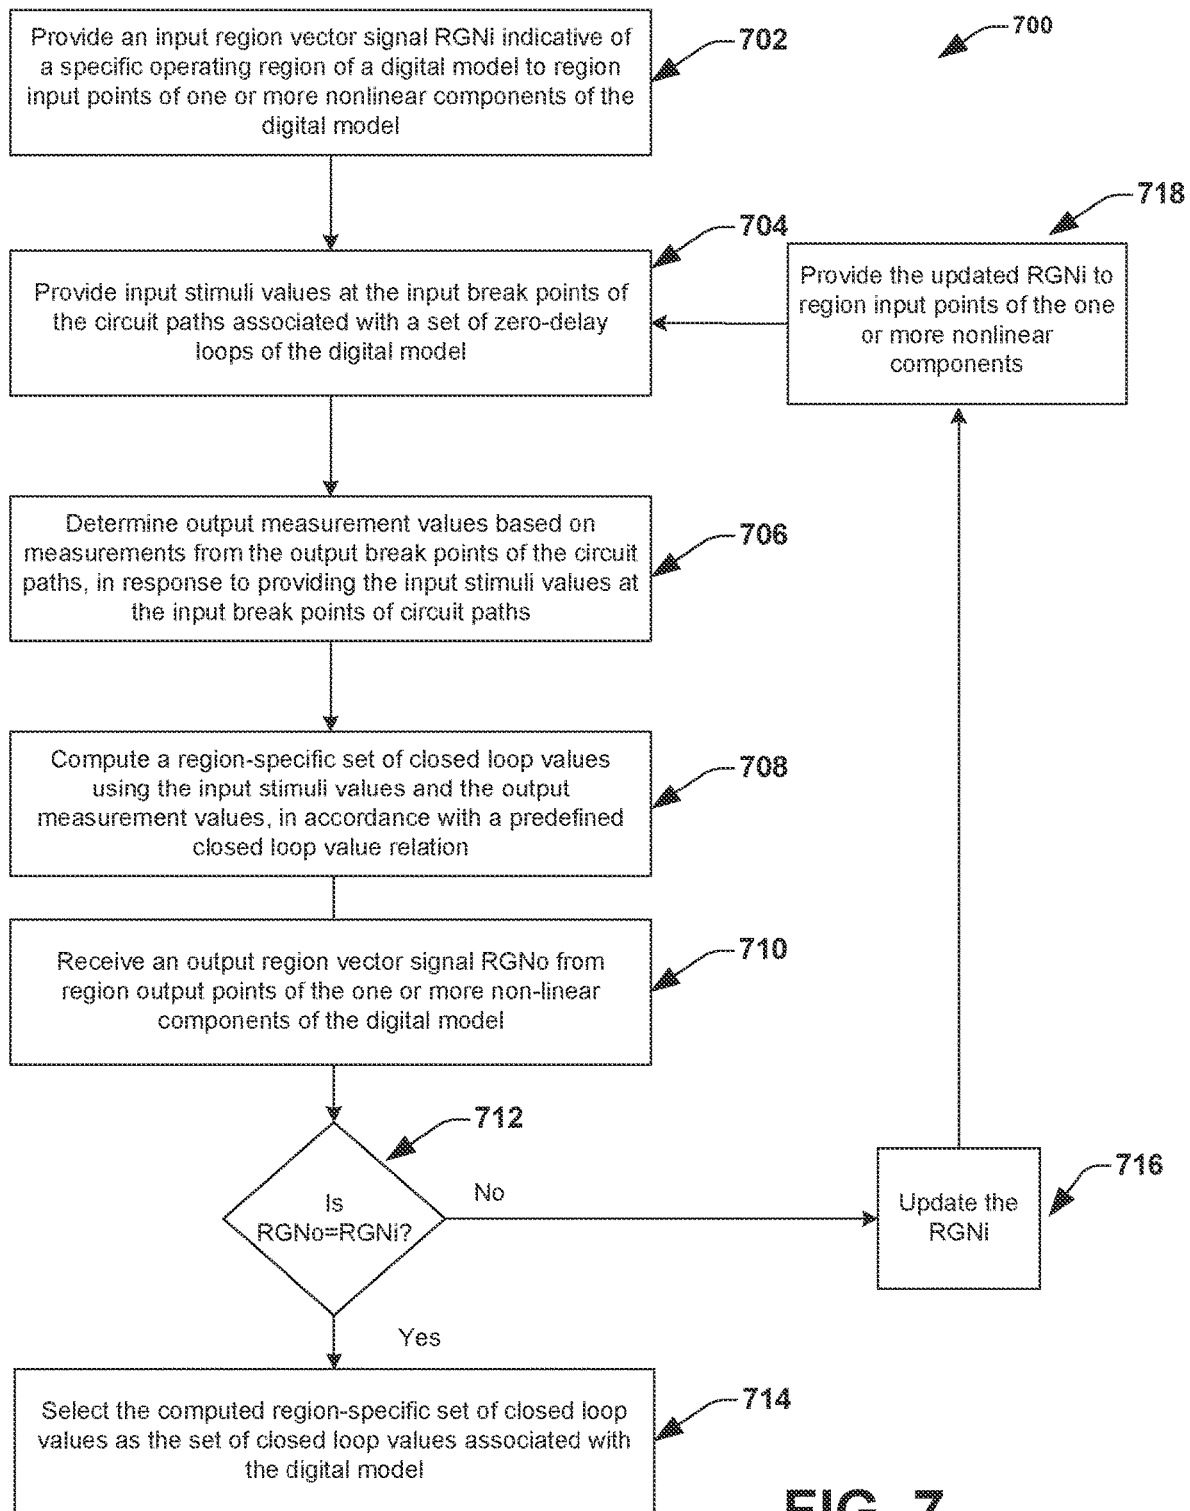 Provide an input region vector signal RGNi indicative of
a specific operating region of a digital model to region
input points of one or more nonlinear components of the
digital model
702
700
718
704
Provide input stimuli values at the input break points of
the circuit paths associated with a set of zero-delay
loops of the digital model
Provide the updated RGNi to
region input points of the one
or more nonlinear
components
Determine output measurement values based on
measurements from the output break points of the circuit
paths, in response to providing the input stimuli values at
the input break points of circuit paths
706
Compute a region-specific set of closed loop values
using the input stimuli values and the output
measurement values, in accordance with a predefined
closed loop value relation
708
Receive an output region vector signal RGNo from
region output points of the one or more non-linear
components of the digital model
710
712
Is
RGNo=RGNi?
No
716
Update the
RGNi
Yes
Select the computed region-specific set of closed loop
values as the set of closed loop values associated with
the digital model
714
FIG. 7